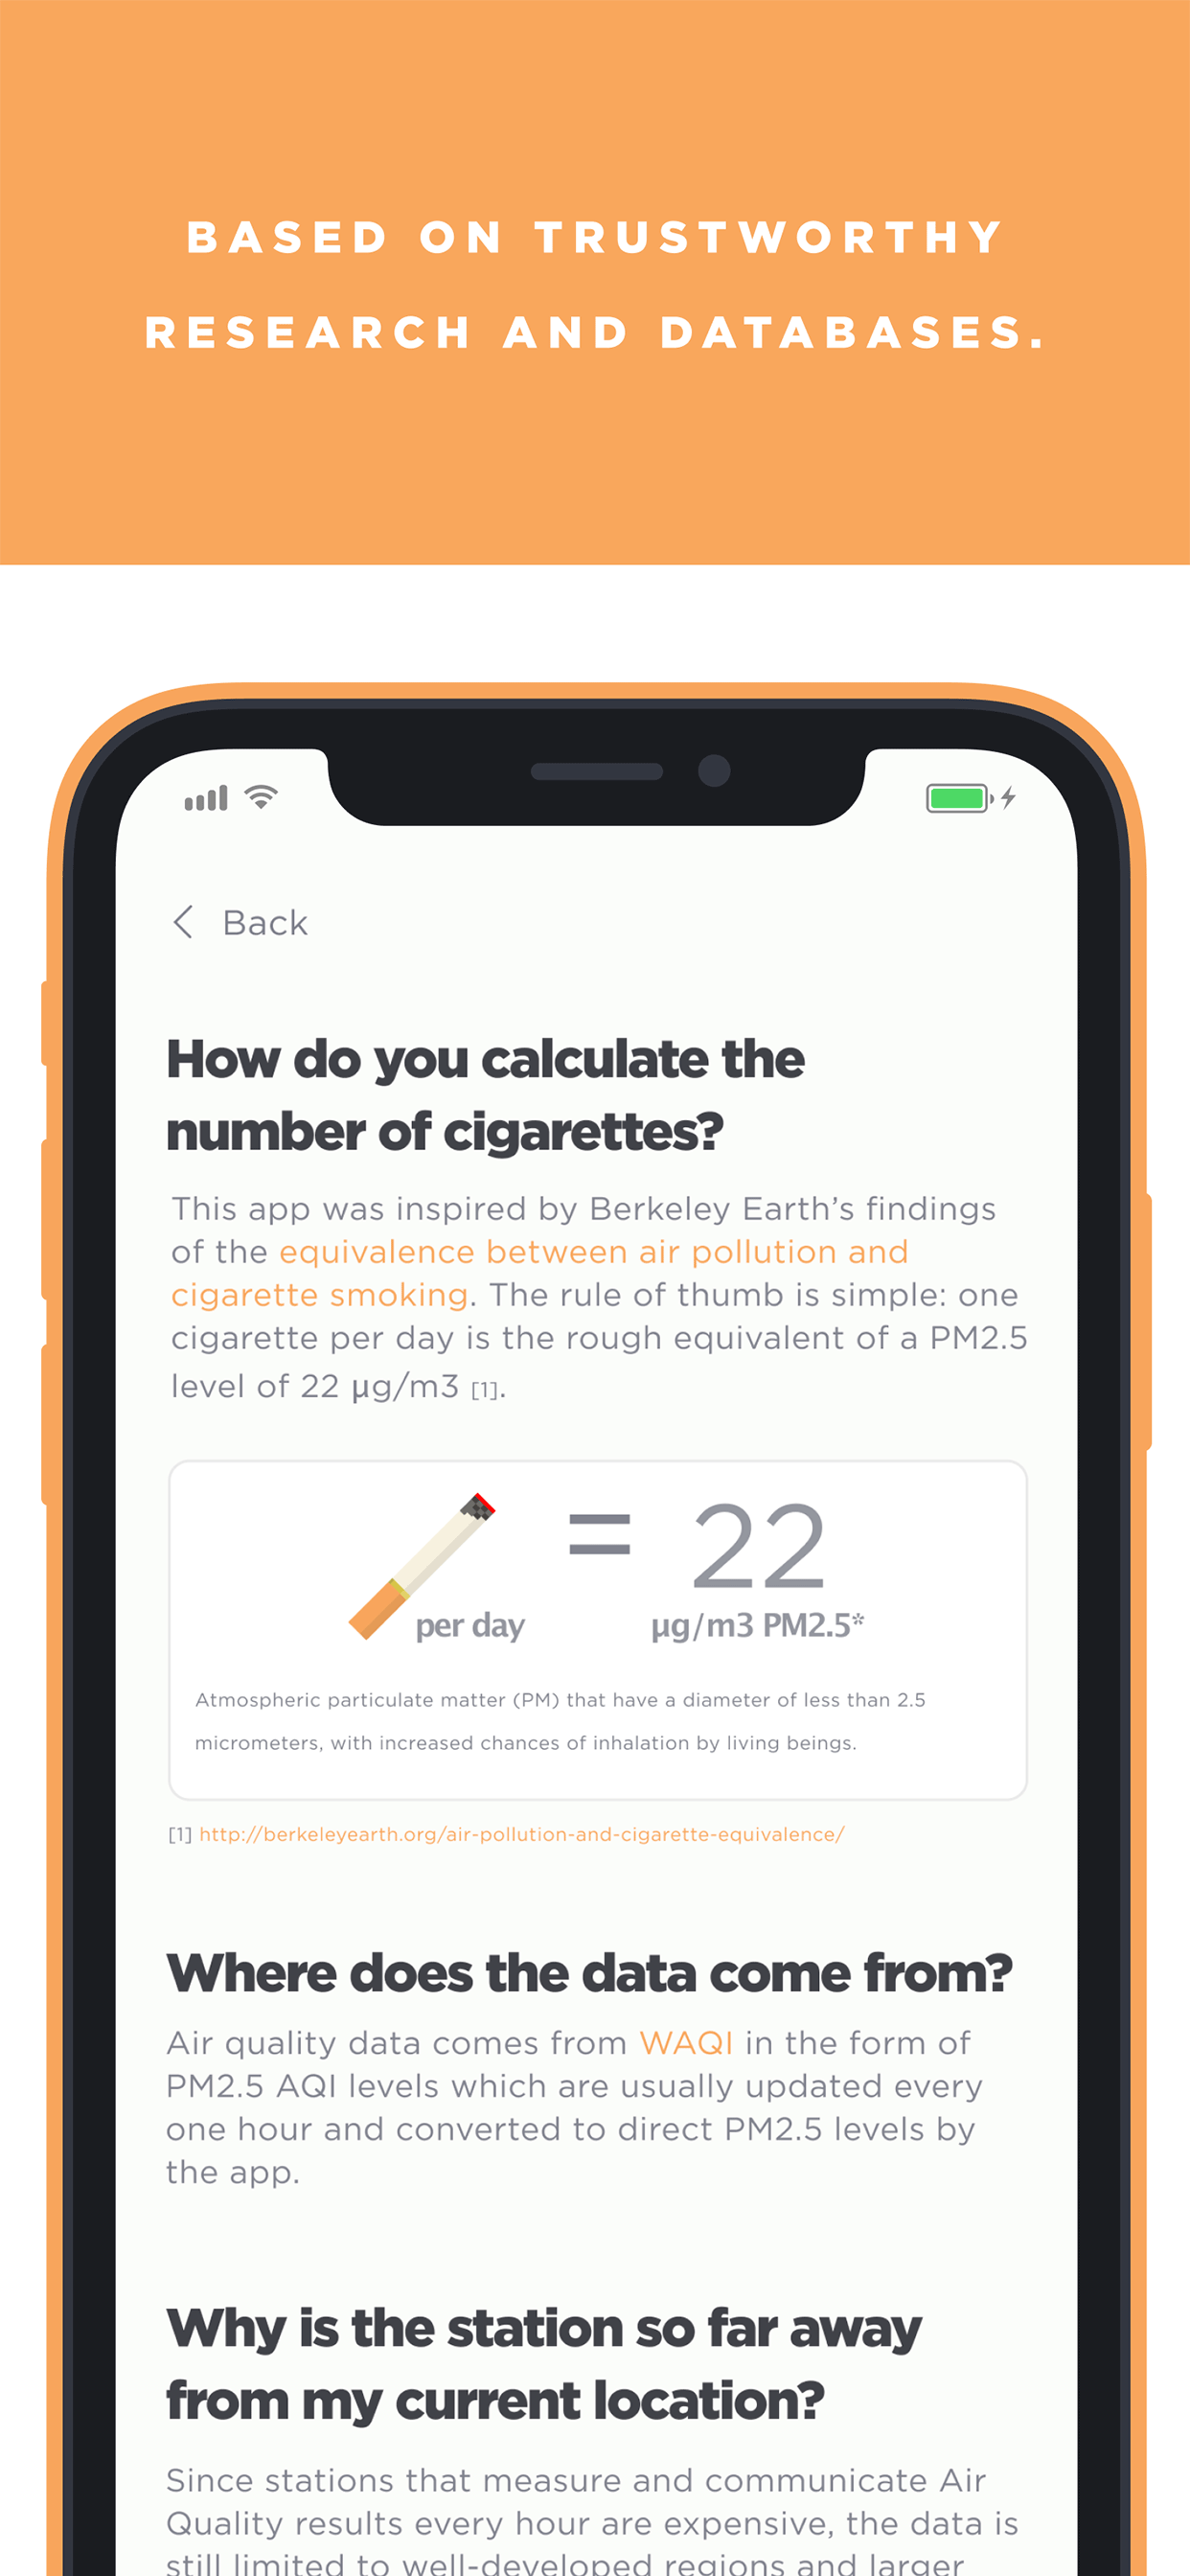 BASED ON TRUSTWORTHY
RESEARCH AND DATABASES.
Back
How do you calculate the
number of cigarettes?
This app was inspired by Berkeley Earth’s findings
of the equivalence between air pollution and
cigarette smoking. The rule of thumb is simple: one
cigarette per day is the rough equivalent of a PM2.5
level of 22 µg/m3 [1].
= 22
per day µg/m3 PM2.5*
Atmospheric particulate matter (PM) that have a diameter of less than 2.5
micrometers, with increased chances of inhalation by living beings.
[1] http://berkeleyearth.org/air-pollution-and-cigarette-equivalence/
Where does the data come from?
Air quality data comes from WAQI in the form of
PM2.5 AQI levels which are usually updated every
one hour and converted to direct PM2.5 levels by
the app.
Why is the station so far away
from my current location?
Since stations that measure and communicate Air
Quality results every hour are expensive, the data is
still limited to well-developed regions and larger